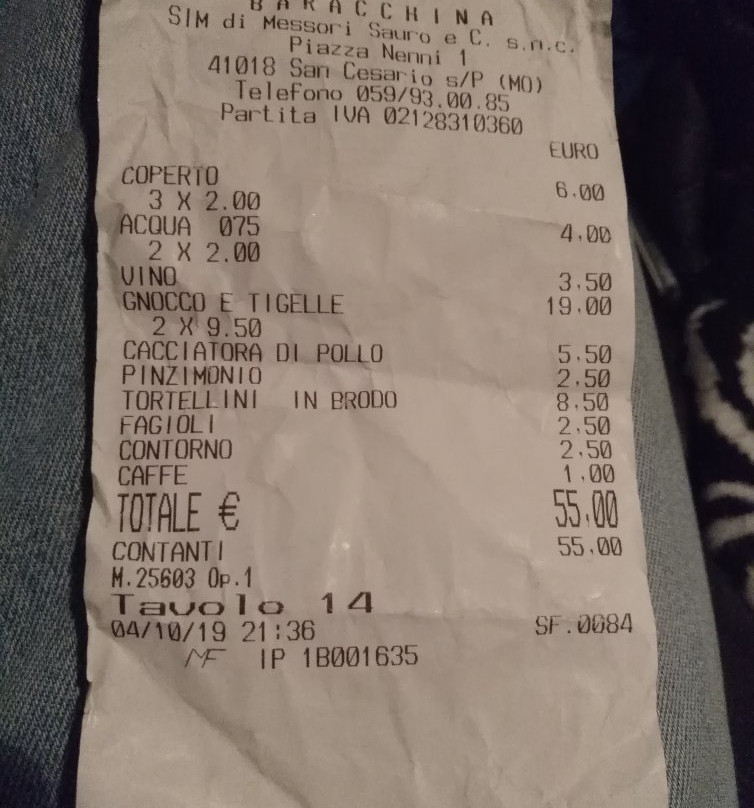 BARACCHINA
SIM di Messori Sauro e C. s.n.c.
Piazza Nenni 1
41018 San Cesario s/P (MO)
Telefono 059/93.00.85
Partita IVA 02128310360
EURO
COPERTO
3 X 2.00 6.00
ACQUA 075
2 X 2.00 4.00
VINO 3.50
GNOCCO E TIGELLE 19.00
2 X 9.50
CACCIATORA DI POLLO 5.50
PINZIMONIO 2.50
TORTELLINI IN BRODO 8.50
FAGIOLI 2.50
CONTORNO 2.50
CAFFE 1.00
TOTALE € 55.00
CONTANTI 55.00
M.25603 Op.1
Tavolo 14
04/10/19 21:36 SF.0084
MF IP 1B001635